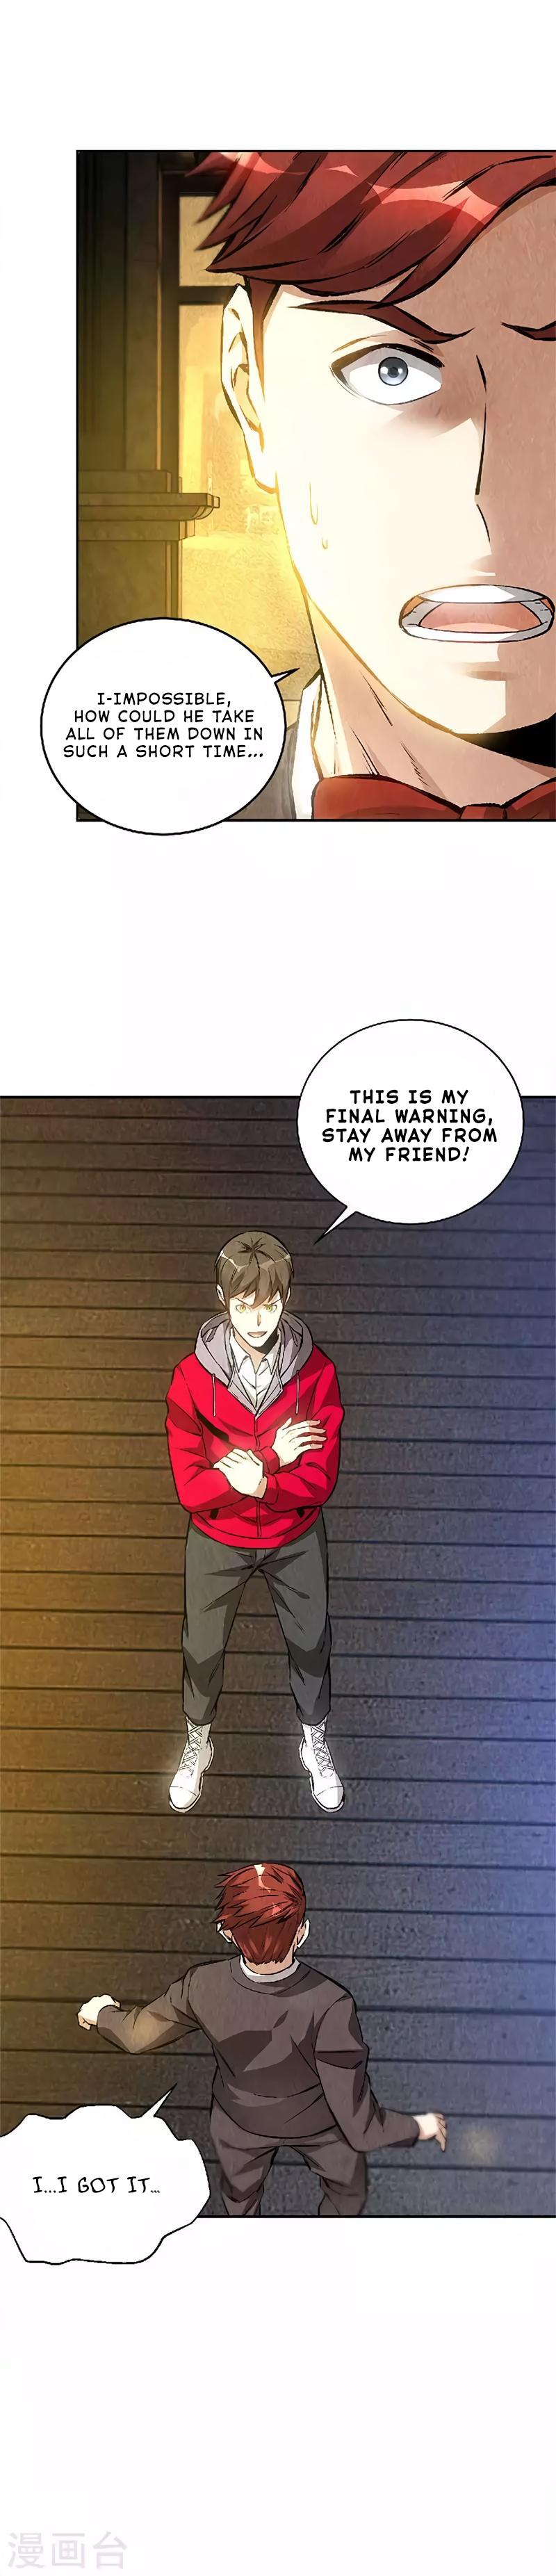 I-IMPOSSIBLE,
HOW COULD HE TAKE
ALL OF THEM DOWN IN
SUCH A SHORT TIME...
THIS IS MY
FINAL WARNING,
STAY AWAY FROM
MY FRIEND!
I...I GOT IT...
漫画台